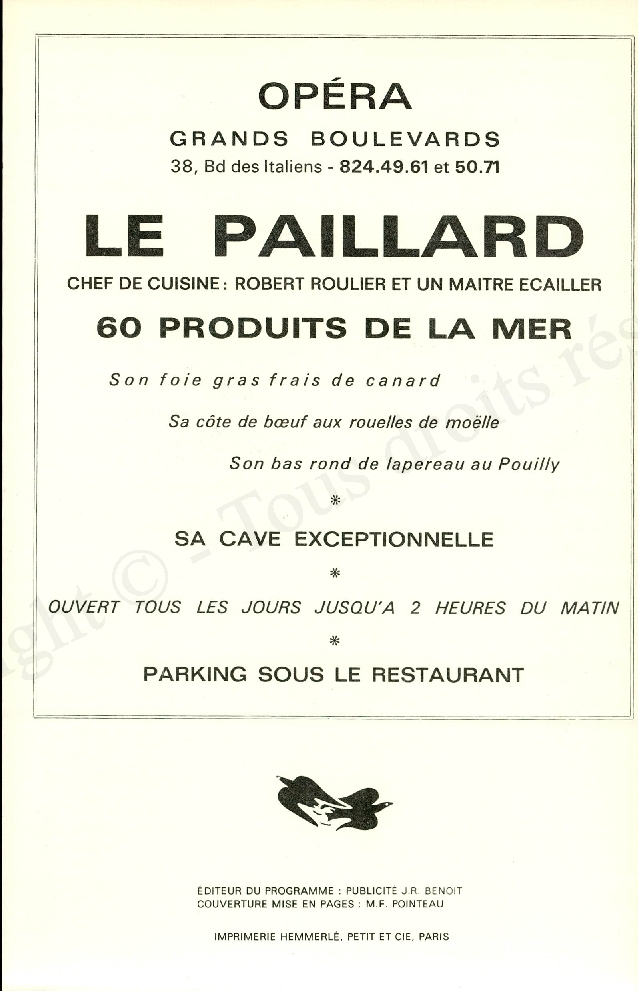 OPÉRA
GRANDS BOULEVARDS
38, Bd des Italiens - 824.49.61 et 50.71
LE PAILLARD
CHEF DE CUISINE: ROBERT ROULIER ET UN MAITRE ECAILLER
60 PRODUITS DE LA MER
Son foie gras frais de canard
Sa côte de bœuf aux rouelles de moëlle
Son bas rond de lapereau au Pouilly
*
SA CAVE EXCEPTIONNELLE
*
OUVERT TOUS LES JOURS JUSQU'A 2 HEURES DU MATIN
*
PARKING SOUS LE RESTAURANT
ÉDITEUR DU PROGRAMME : PUBLICITÉ J.R. BENOIT
COUVERTURE MISE EN PAGES : M.F. POINTEAU
IMPRIMERIE HEMMERLÉ, PETIT ET CIE, PARIS
ight © - Tous droits rés